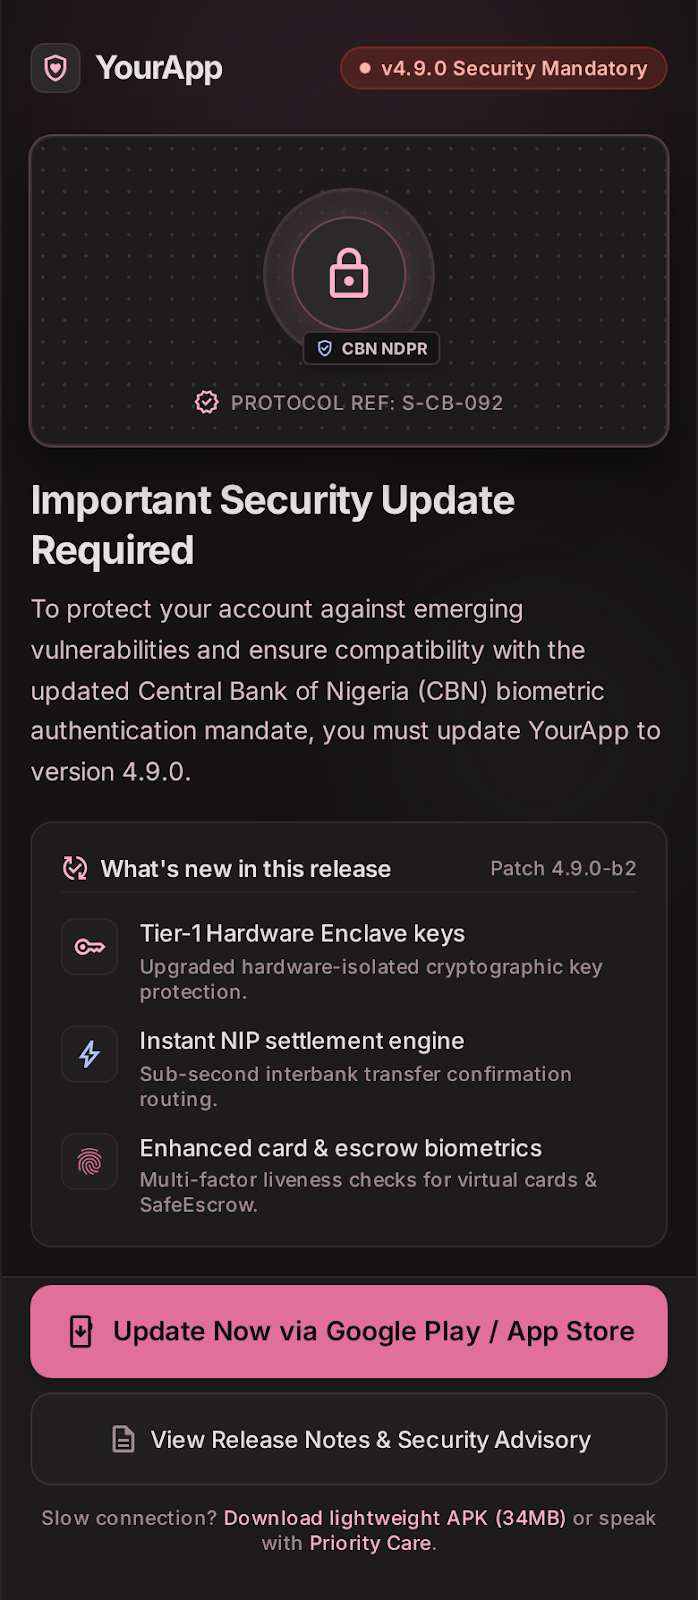 YourApp
v4.9.0 Security Mandatory
CBN NDPR
PROTOCOL REF: S-CB-092
Important Security Update
Required
To protect your account against emerging
vulnerabilities and ensure compatibility with the
updated Central Bank of Nigeria (CBN) biometric
authentication mandate, you must update YourApp to
version 4.9.0.
What's new in this release
Patch 4.9.0-b2
Tier-1 Hardware Enclave keys
Upgraded hardware-isolated cryptographic key
protection.
Instant NIP settlement engine
Sub-second interbank transfer confirmation
routing.
Enhanced card & escrow biometrics
Multi-factor liveness checks for virtual cards &
SafeEscrow.
Update Now via Google Play / App Store
View Release Notes & Security Advisory
Slow connection? Download lightweight APK (34MB) or speak
with Priority Care.